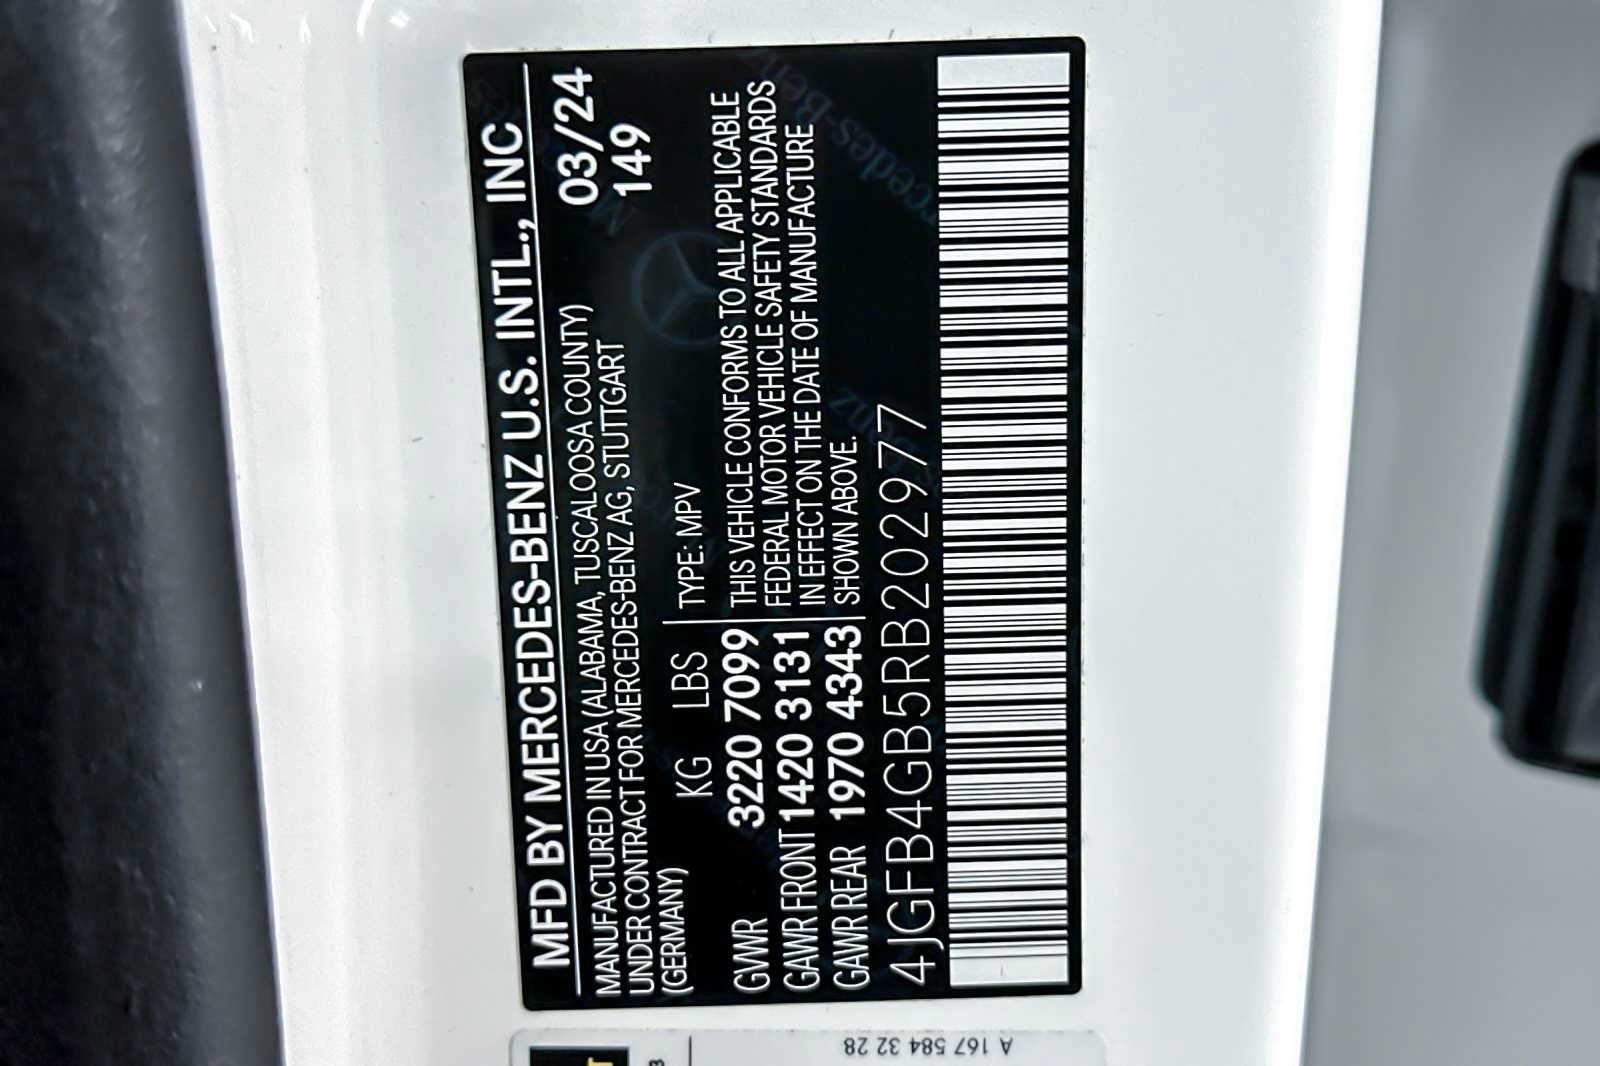 MFD BY MERCEDES-BENZ U.S. INTL., INC
MANUFACTURED IN USA (ALABAMA, TUSCALOOSA COUNTY) 03/24
UNDER CONTRACT FOR MERCEDES-BENZ AG, STUTTGART 149
(GERMANY)
KG LBS TYPE: MPV
GVWR 3220 7099 THIS VEHICLE CONFORMS TO ALL APPLICABLE
FEDERAL MOTOR VEHICLE SAFETY STANDARDS
GAWR FRONT 1420 3131 IN EFFECT ON THE DATE OF MANUFACTURE
GAWR REAR 1970 4343 SHOWN ABOVE.
4JGFB4GB5RB202977
A 167 584 32 28